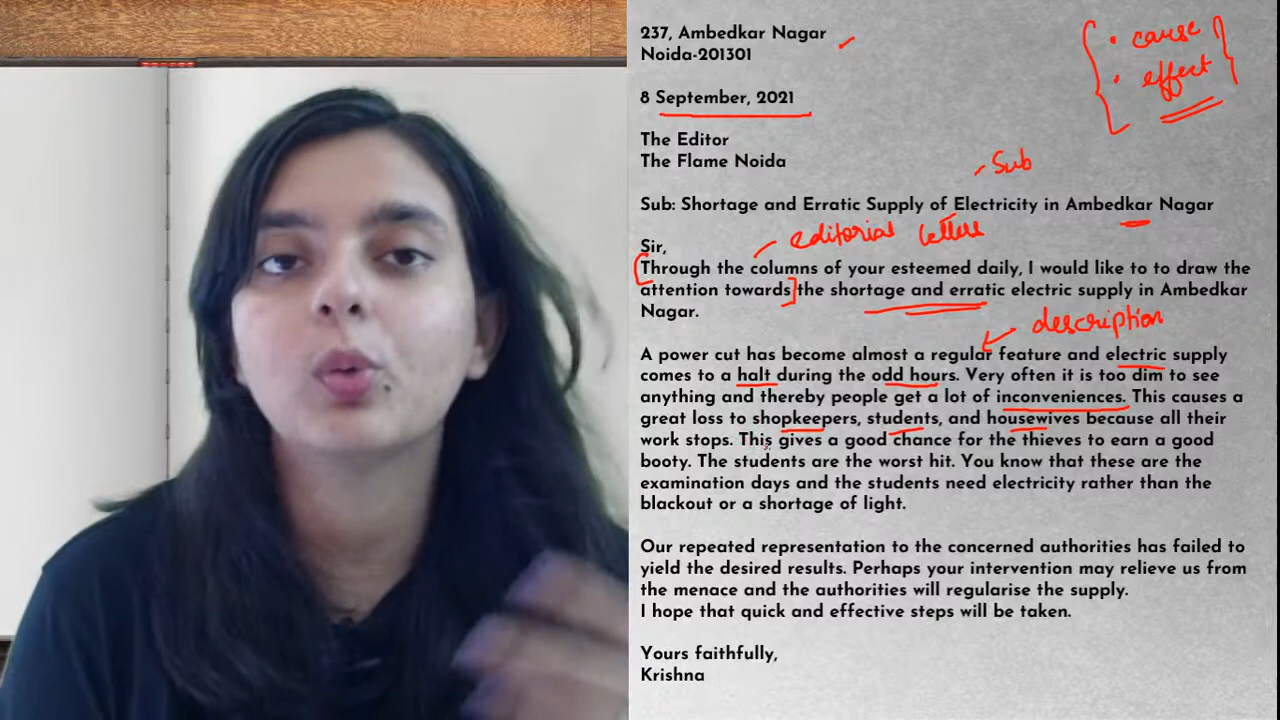 237, Ambedkar Nagar
Noida-201301
• cause
• effect
8 September, 2021
The Editor
The Flame Noida
Sub
Sub: Shortage and Erratic Supply of Electricity in Ambedkar Nagar
editorial letters
Sir,
Through the columns of your esteemed daily, I would like to to draw the
attention towards the shortage and erratic electric supply in Ambedkar
Nagar.
description
A power cut has become almost a regular feature and electric supply
comes to a halt during the odd hours. Very often it is too dim to see
anything and thereby people get a lot of inconveniences. This causes a
great loss to shopkeepers, students, and housewives because all their
work stops. This gives a good chance for the thieves to earn a good
booty. The students are the worst hit. You know that these are the
examination days and the students need electricity rather than the
blackout or a shortage of light.
Our repeated representation to the concerned authorities has failed to
yield the desired results. Perhaps your intervention may relieve us from
the menace and the authorities will regularise the supply.
I hope that quick and effective steps will be taken.
Yours faithfully,
Krishna